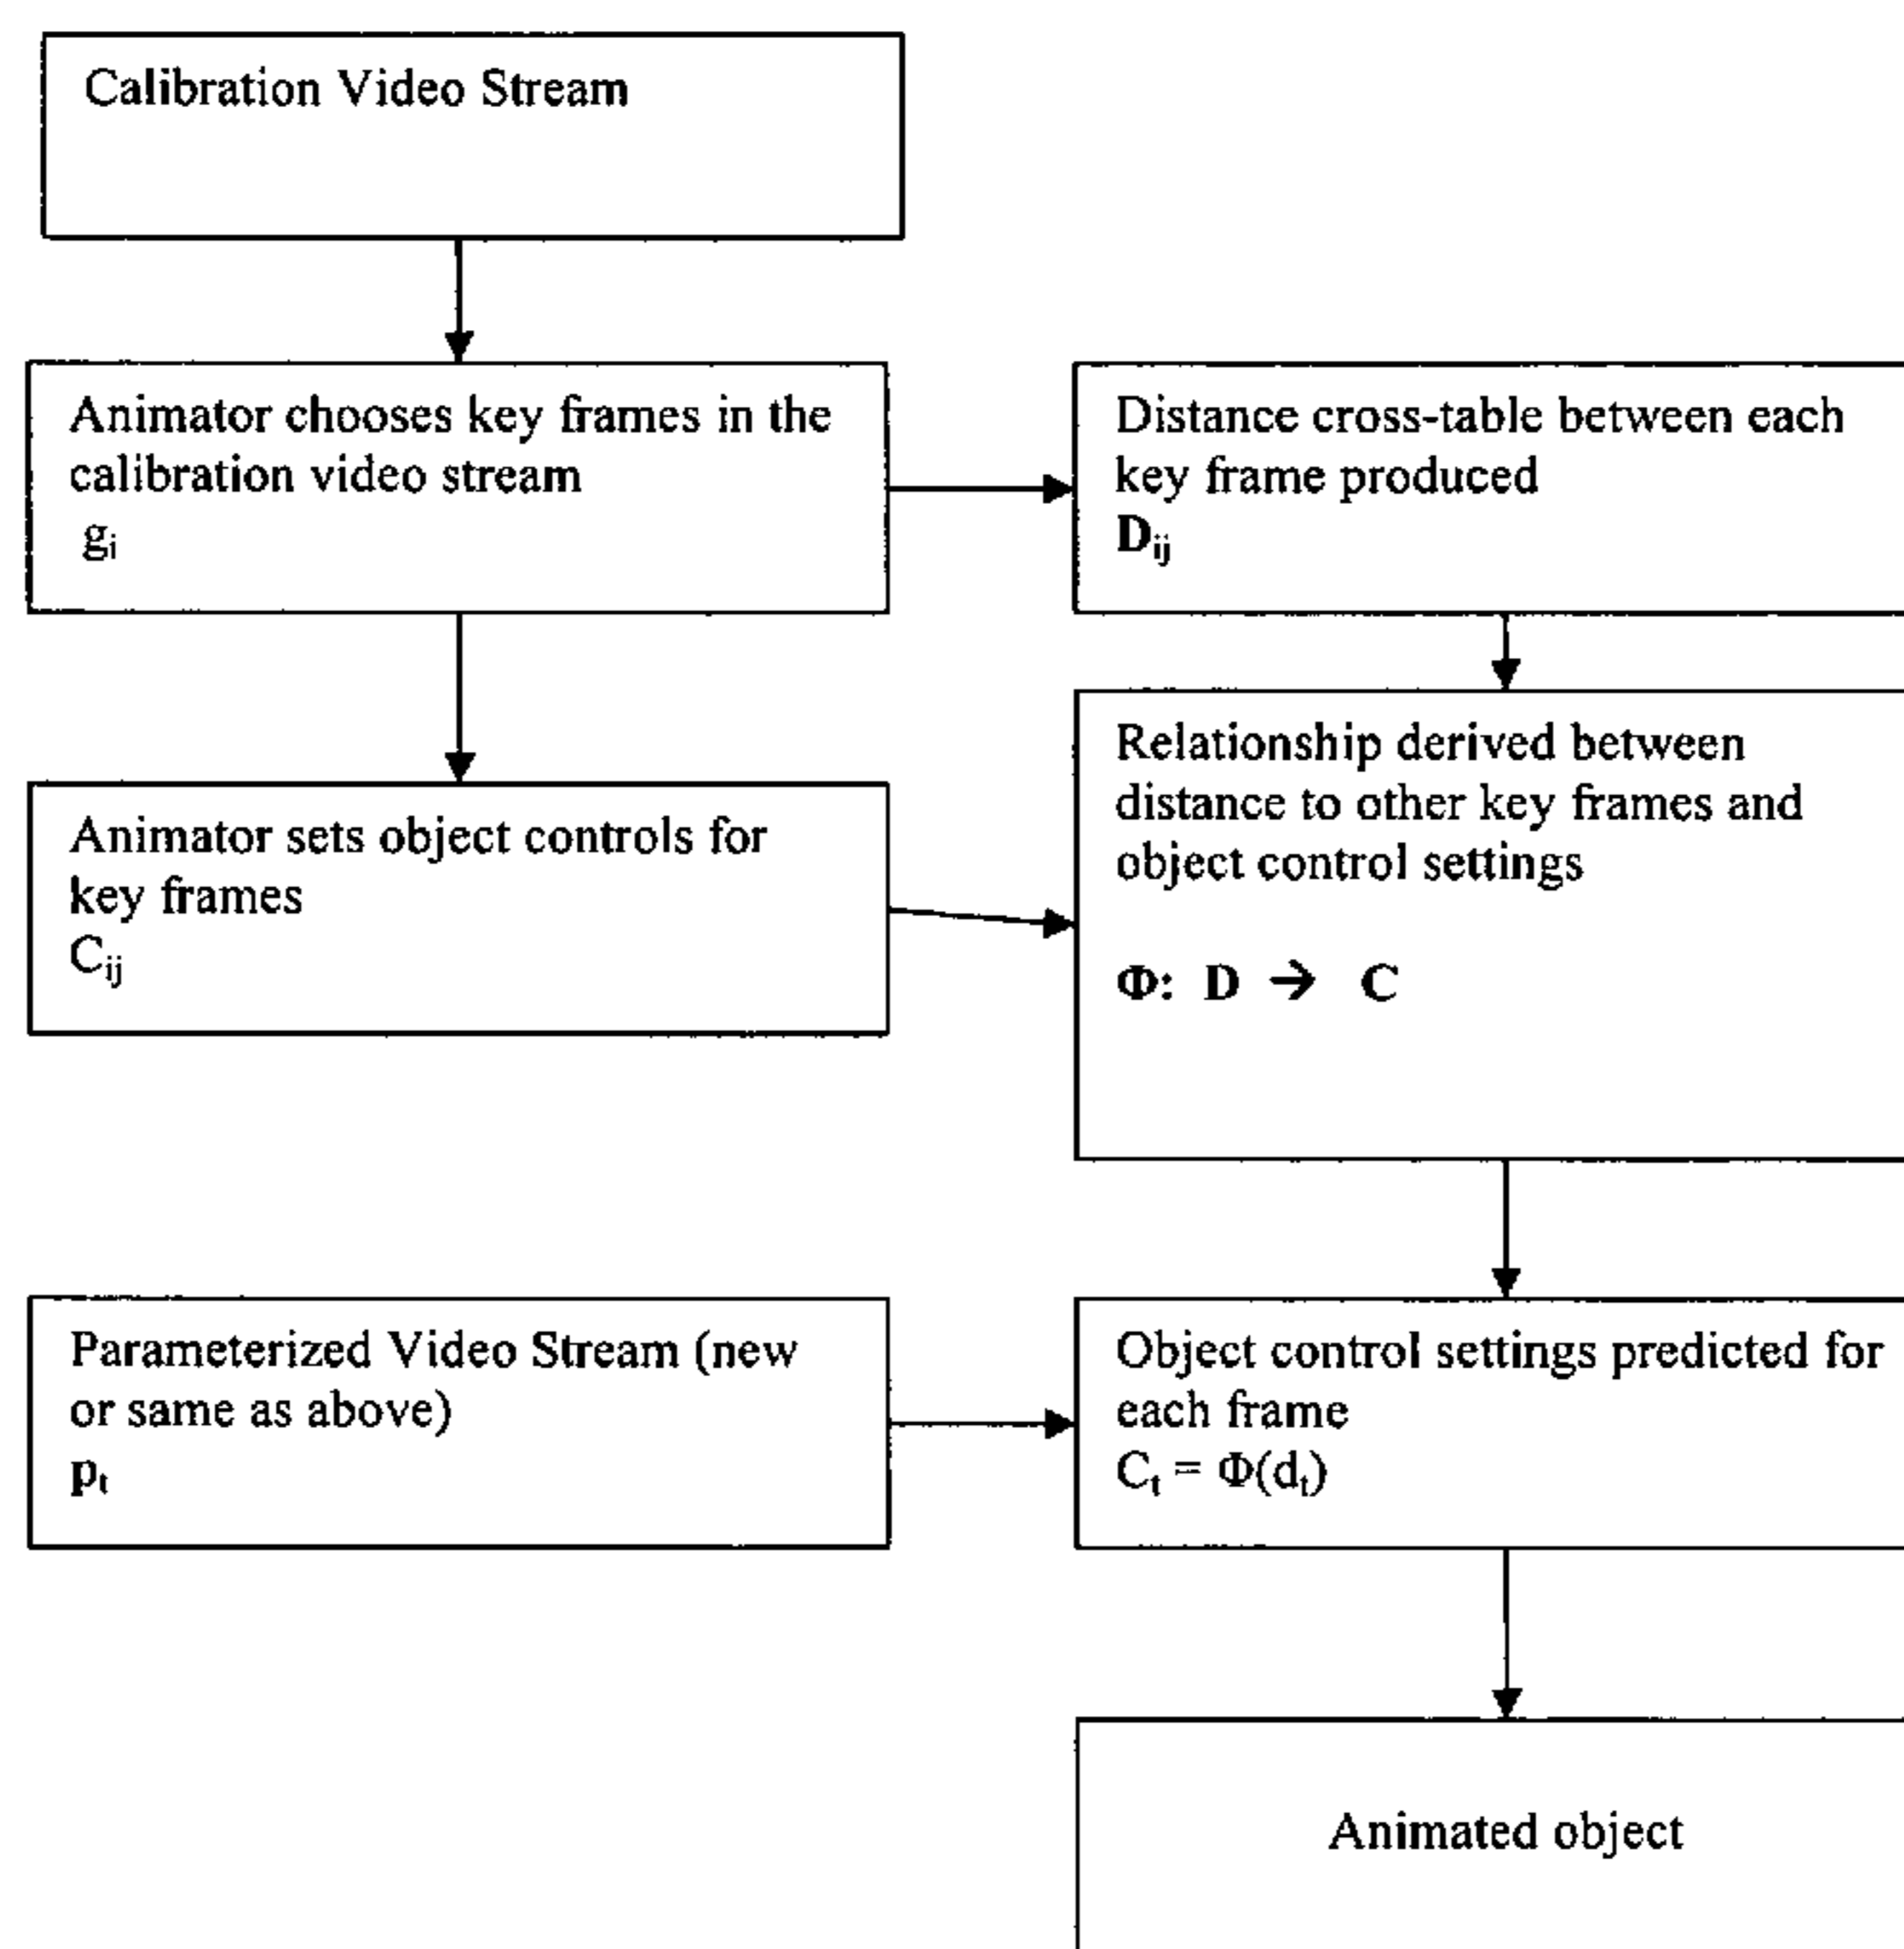 Calibration Video Stream
Animator chooses key frames in the
calibration video stream
gᵢ
Distance cross-table between each
key frame produced
Dᵢⱼ
Animator sets object controls for
key frames
Cᵢⱼ
Relationship derived between
distance to other key frames and
object control settings
Φ: D → C
Parameterized Video Stream (new
or same as above)
pₜ
Object control settings predicted for
each frame
Cₜ = Φ(dₜ)
Animated object